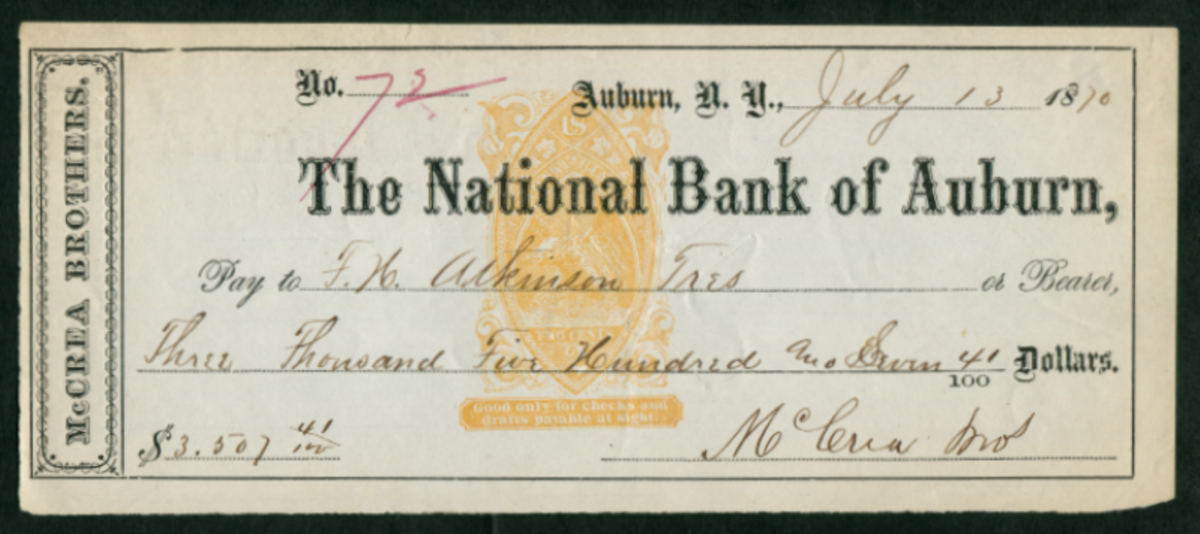 McCREA BROTHERS.
No. 72
Auburn, N. Y., July 13 1870
The National Bank of Auburn,
Pay to F. H. Atkinson Tres or Bearer,
Three Thousand Five Hundred and Seven 41/100 Dollars.
Good only for checks and
drafts payable at sight.
$3.507 41/100 McCrea Bros